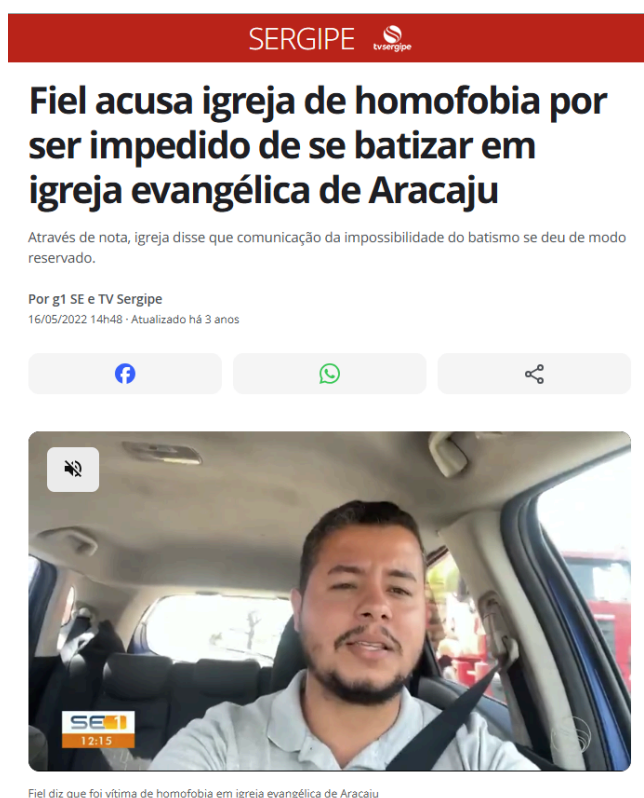 SERGIPE tvsergipe
Fiel acusa igreja de homofobia por
ser impedido de se batizar em
igreja evangélica de Aracaju
Através de nota, igreja disse que comunicação da impossibilidade do batismo se deu de modo
reservado.
Por g1 SE e TV Sergipe
16/05/2022 14h48 · Atualizado há 3 anos
SE1
12:15
Fiel diz que foi vítima de homofobia em igreja evangélica de Aracaju